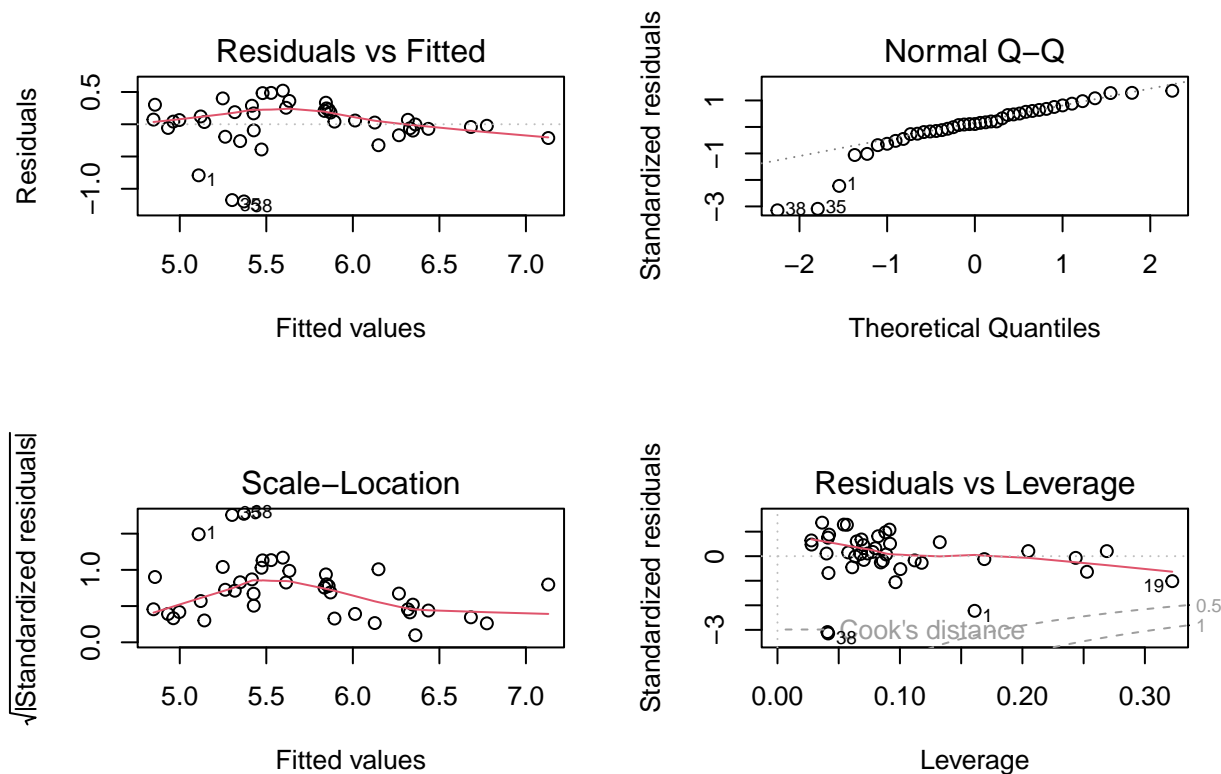 Residuals vs Fitted
Residuals
0.5
−1.0
1
38
5.0 5.5 6.0 6.5 7.0
Fitted values
Normal Q−Q
Standardized residuals
1
−1
−3
38
35
1
−2 −1 0 1 2
Theoretical Quantiles
Scale−Location
√|Standardized residuals|
1.0
0.0
1
38
5.0 5.5 6.0 6.5 7.0
Fitted values
Residuals vs Leverage
Standardized residuals
0
−3
38
1
19
Cook's distance
0.5
1
0.00 0.10 0.20 0.30
Leverage